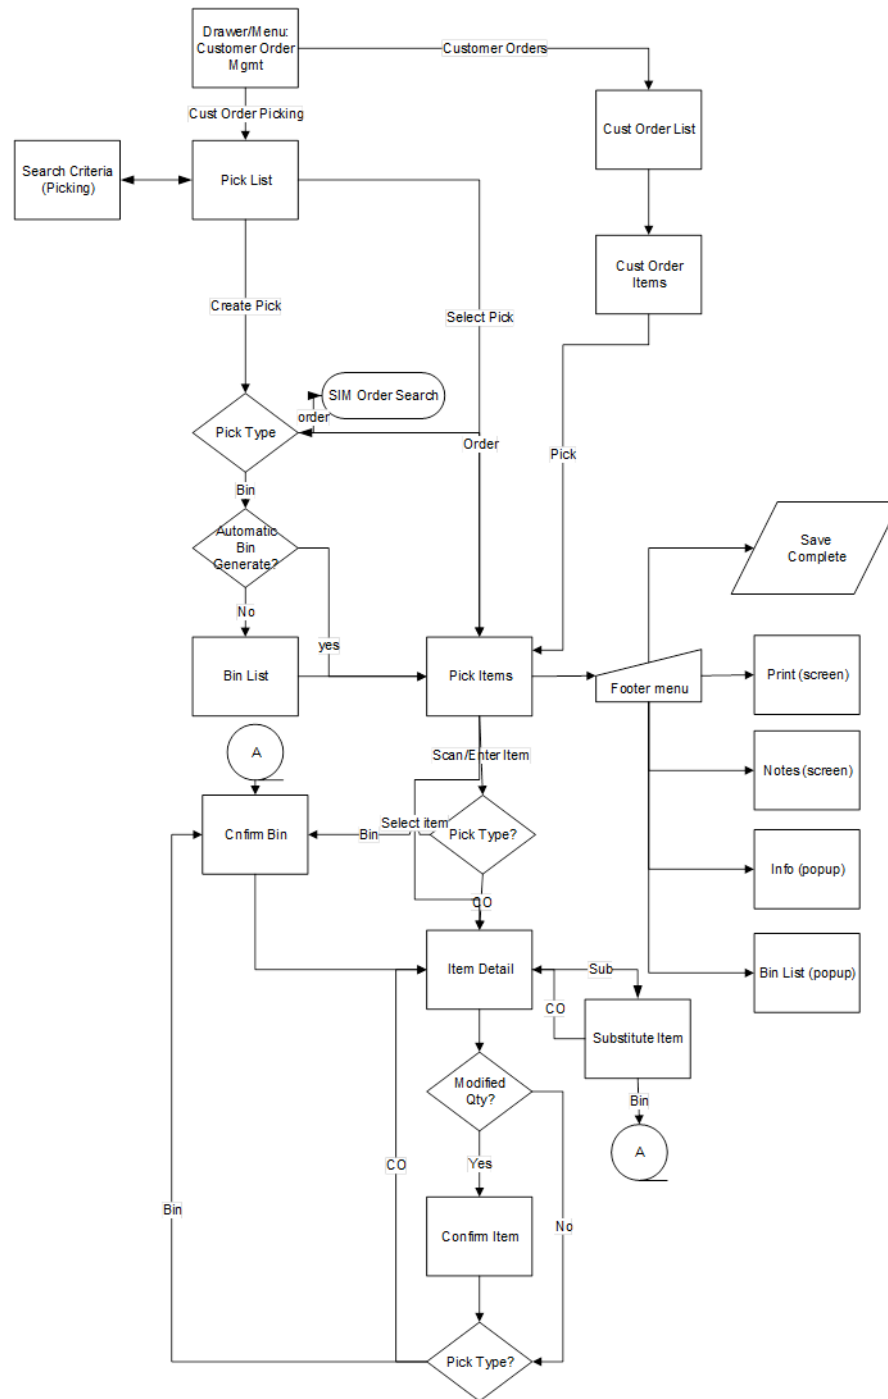 Drawer/Menu:
Customer Order
Mgmt
Customer Orders
Cust Order Picking
Cust Order List
Search Criteria
(Picking)
Pick List
Cust Order
Items
Create Pick
Select Pick
SIM Order Search
order
Pick Type
Order
Pick
Bin
Automatic
Bin
Generate?
Save
Complete
No
yes
Bin List
Pick Items
Footer menu
Print (screen)
A
Scan/Enter Item
Notes (screen)
Select item
Cnfirm Bin
Bin
Pick Type?
Info (popup)
CO
Item Detail
Sub
Bin List (popup)
CO
Substitute Item
Modified
Qty?
Bin
A
CO
Yes
Bin
Confirm Item
No
Pick Type?